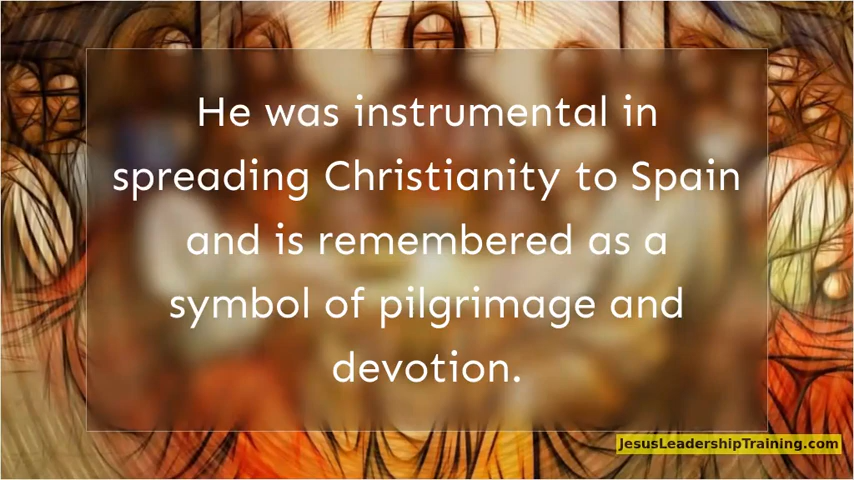 He was instrumental in
spreading Christianity to Spain
and is remembered as a
symbol of pilgrimage and
devotion.
JesusLeadershipTraining.com